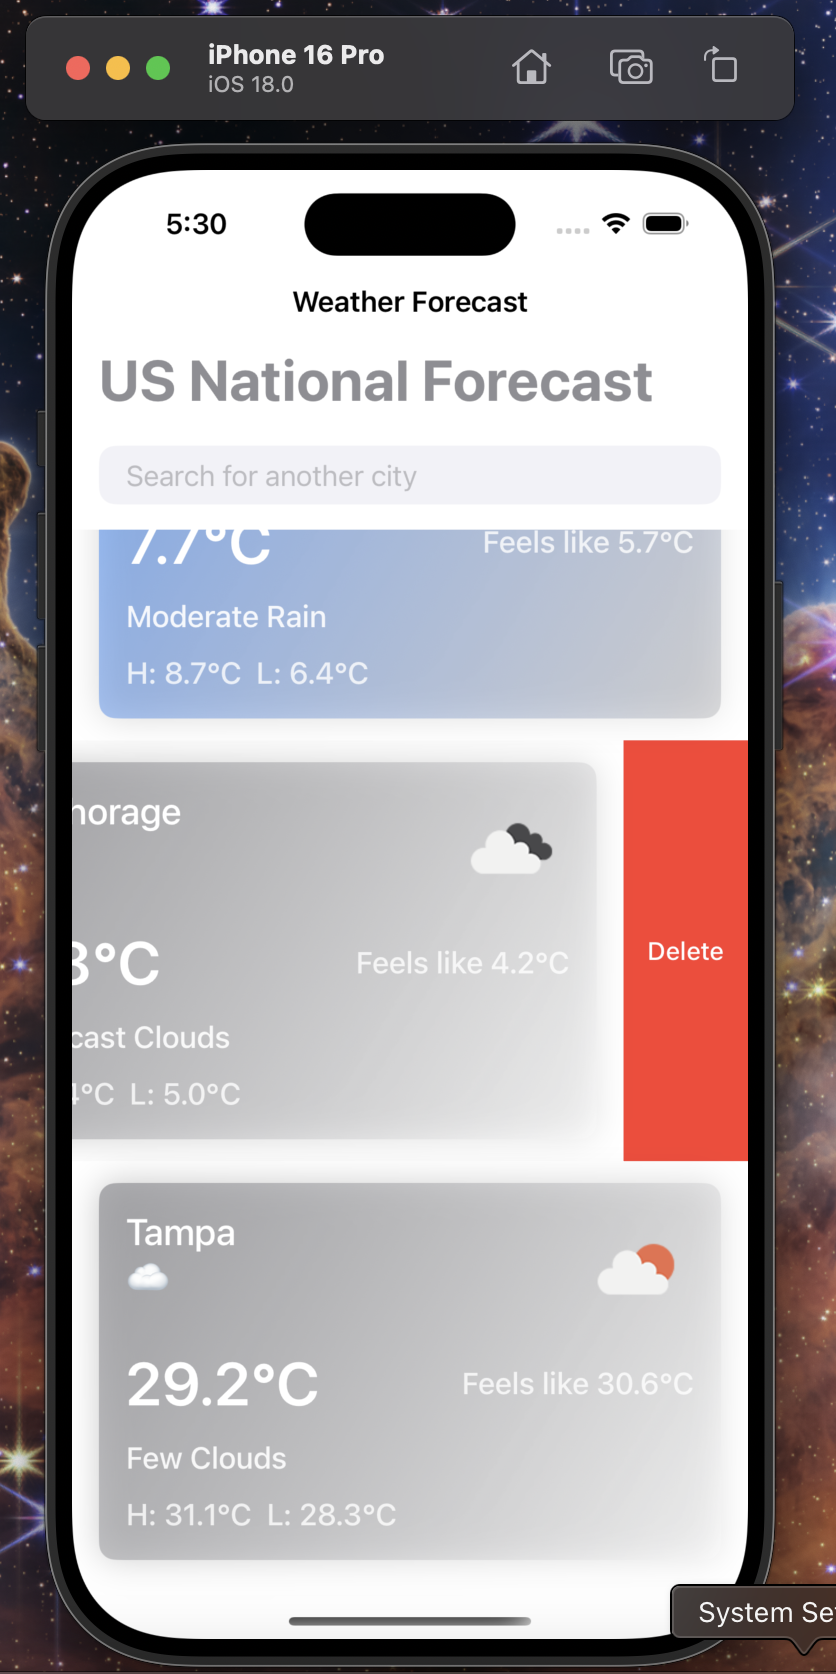 iPhone 16 Pro
iOS 18.0
5:30
Weather Forecast
US National Forecast
Search for another city
7.7°C
Feels like 5.7°C
Moderate Rain
H: 8.7°C L: 6.4°C
norage
3°C
Feels like 4.2°C
Delete
cast Clouds
4°C L: 5.0°C
Tampa
29.2°C
Feels like 30.6°C
Few Clouds
H: 31.1°C L: 28.3°C
System Se